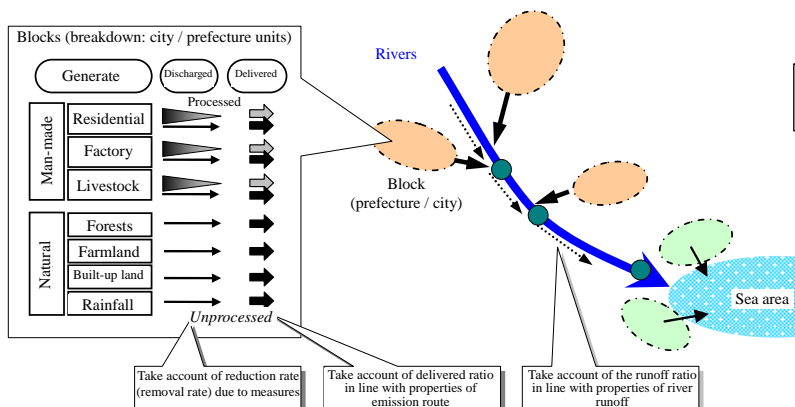 Blocks (breakdown: city / prefecture units)
Generate
Discharged
Delivered
Processed
Man-made
Residential
Factory
Livestock
Natural
Forests
Farmland
Built-up land
Rainfall
Unprocessed
Rivers
Block
(prefecture / city)
Sea area
Take account of reduction rate
(removal rate) due to measures
Take account of delivered ratio
in line with properties of
emission route
Take account of the runoff ratio
in line with properties of river
runoff